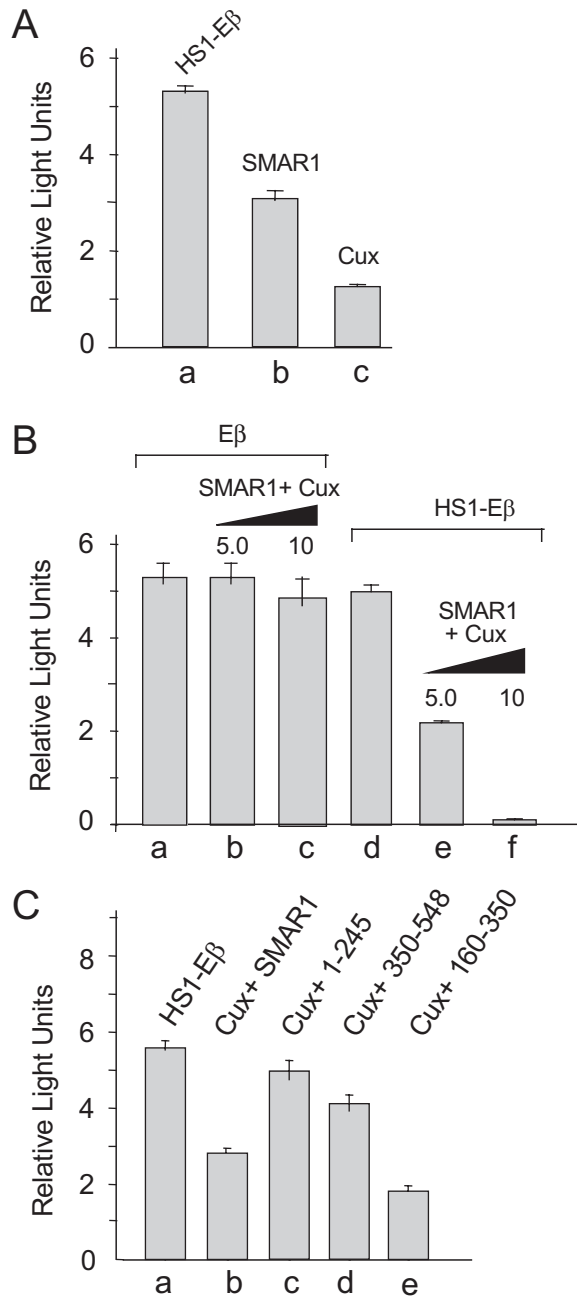 A
HS1-Eβ
SMAR1
Cux
Relative Light Units
6
4
2
0
a b c
B
Eβ
SMAR1+ Cux
5.0 10
HS1-Eβ
SMAR1
+ Cux
5.0 10
Relative Light Units
6
4
2
0
a b c d e f
C
HS1-Eβ
Cux+ SMAR1
Cux+ 1-245
Cux+ 350-548
Cux+ 160-350
Relative Light Units
8
6
4
2
0
a b c d e